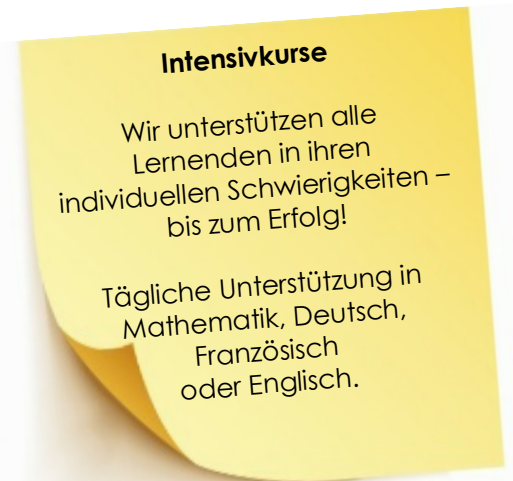 Intensivkurse
Wir unterstützen alle
Lernenden in ihren
individuellen Schwierigkeiten –
bis zum Erfolg!
Tägliche Unterstützung in
Mathematik, Deutsch,
Französisch
oder Englisch.